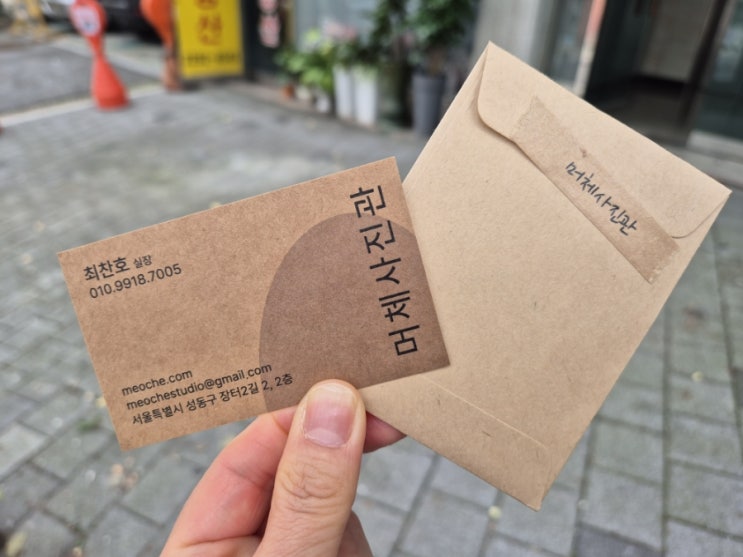 최찬호 실장
010.9918.7005
meoche.com
meochestudio@gmail.com
서울특별시 성동구 장터2길 2, 2층
머체사진관
머체사진관